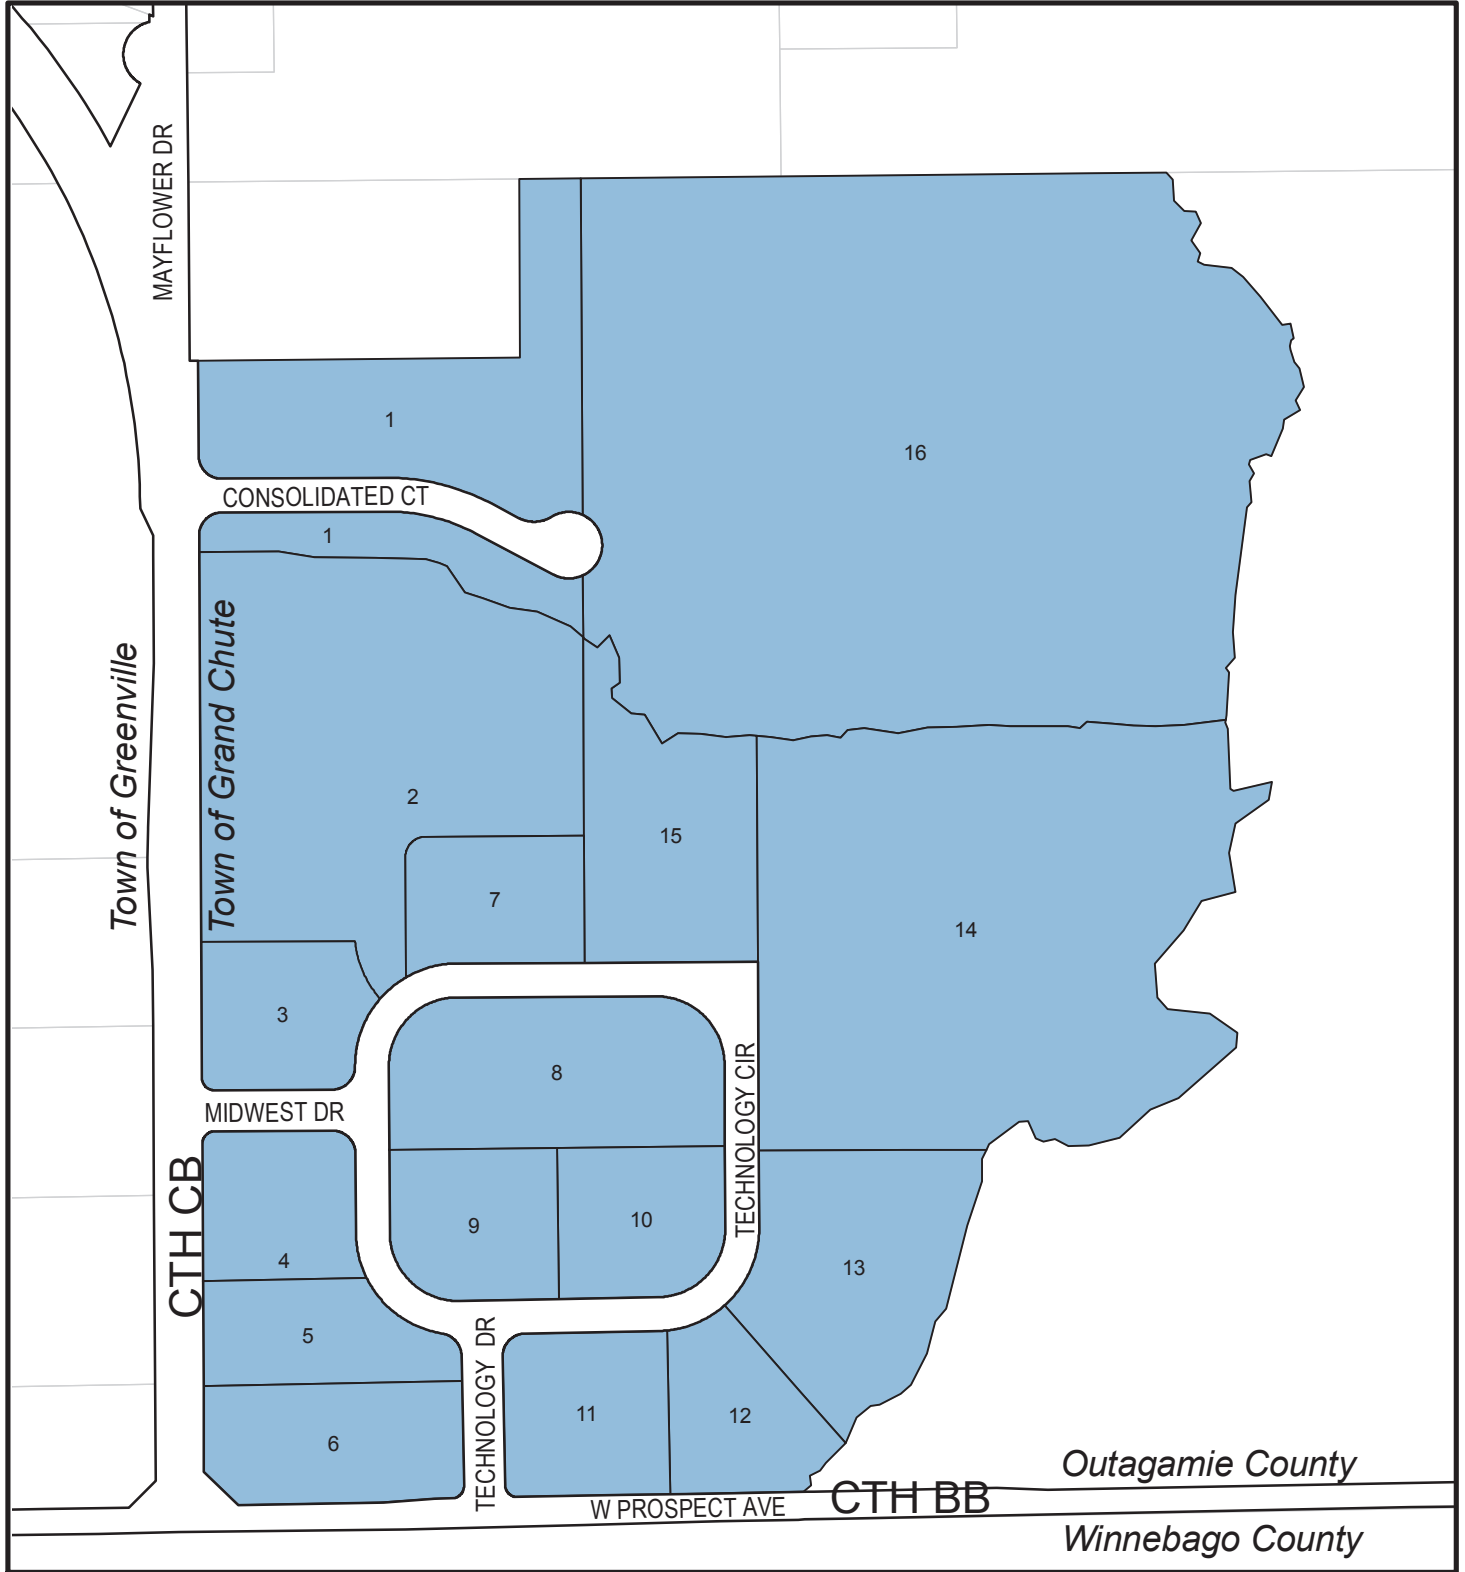 MAYFLOWER DR
1
16
CONSOLIDATED CT
1
Town of Greenville
Town of Grand Chute
2
15
7
14
3
8
MIDWEST DR
TECHNOLOGY CIR
CTH CB
9
10
4
13
5
TECHNOLOGY DR
11
12
6
Outagamie County
W PROSPECT AVE
CTH BB
Winnebago County